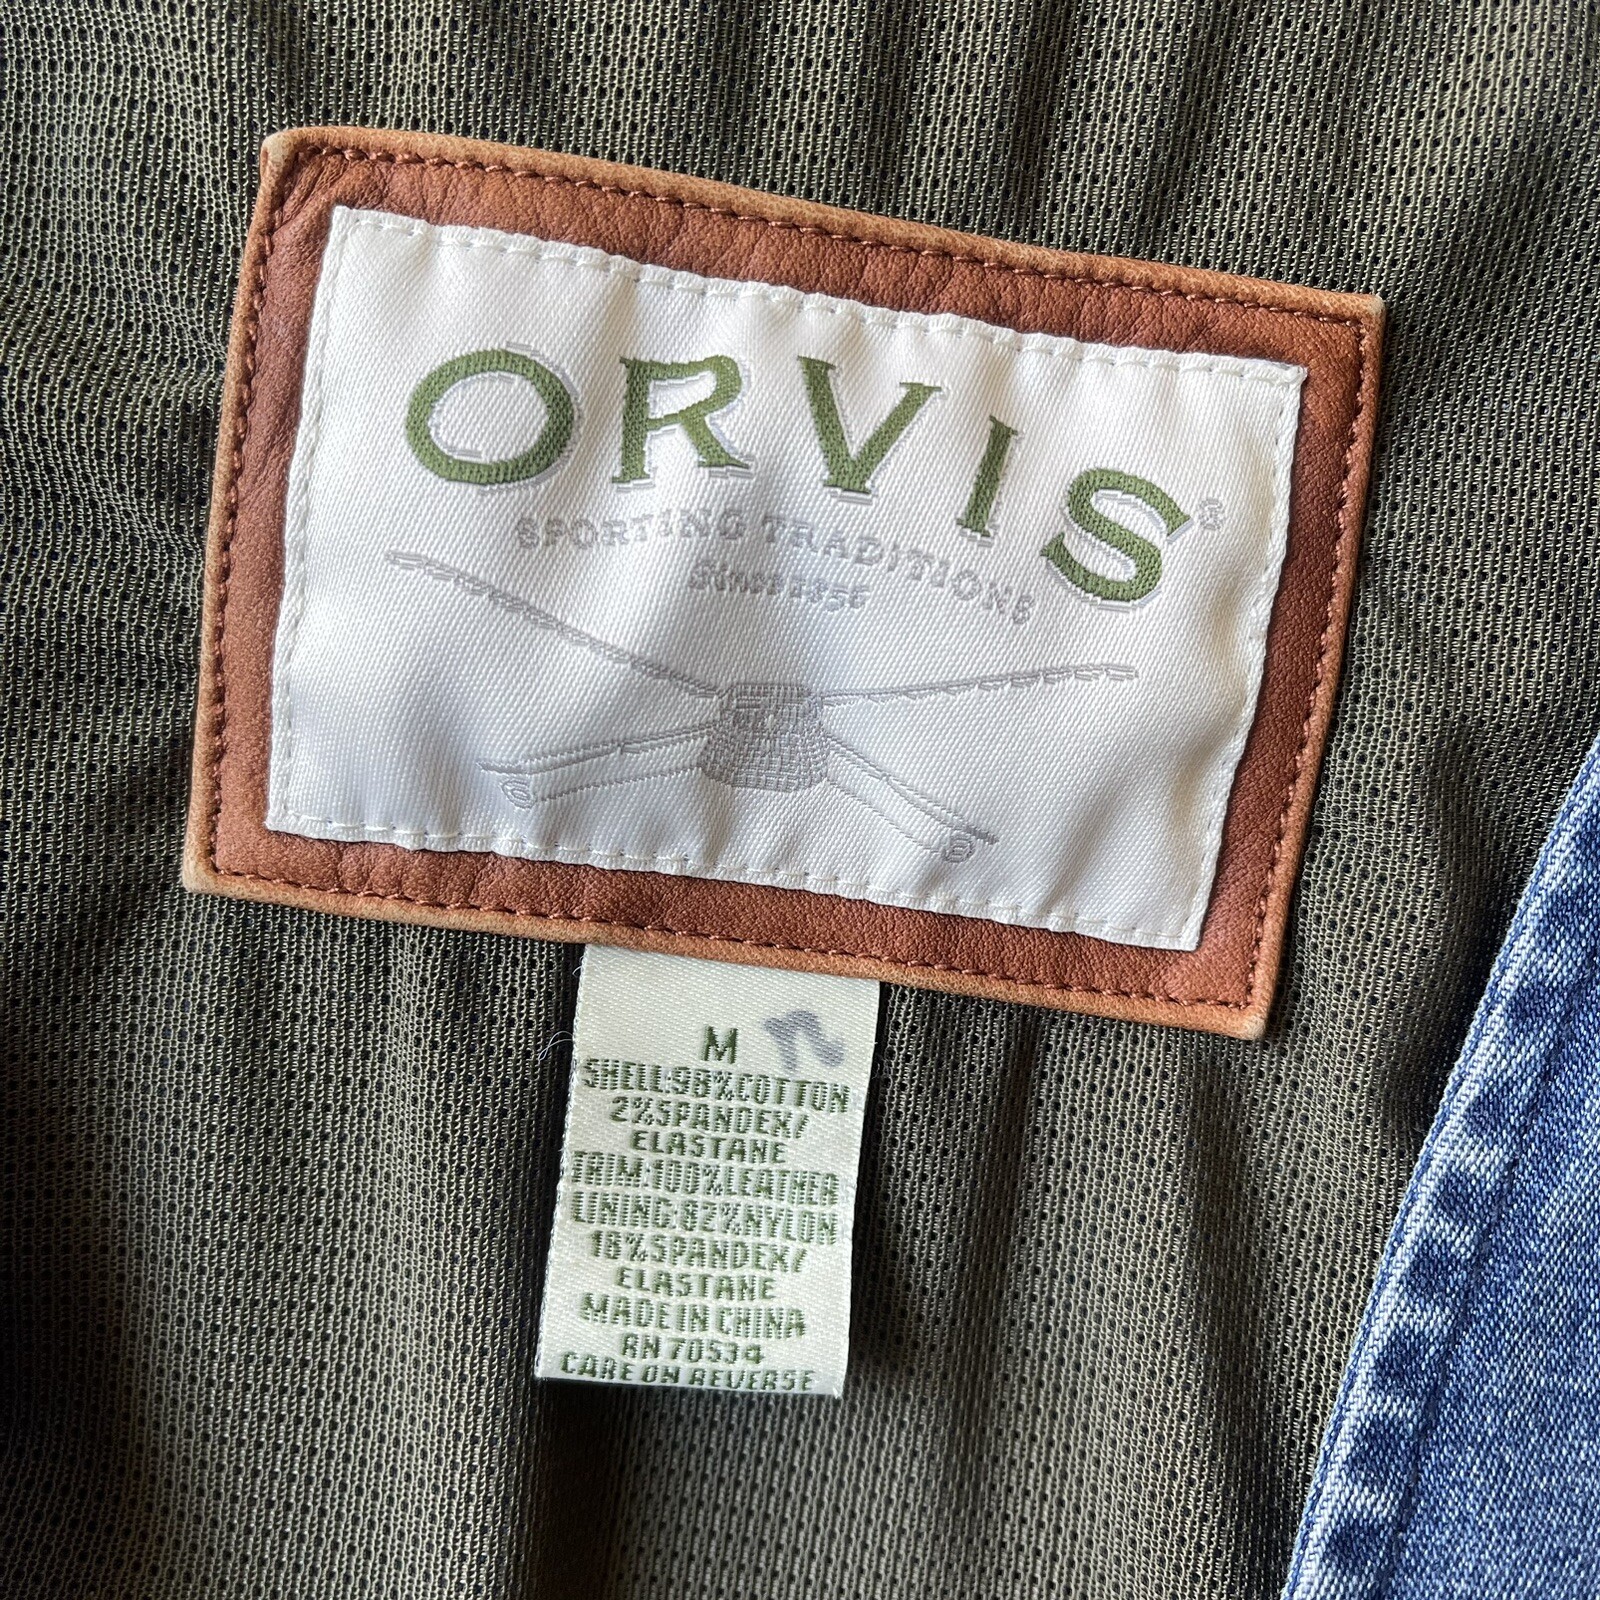 ORVIS®
SPORTING TRADITIONS
Since 1856
M
SHELL:98%COTTON
2%SPANDEX/
ELASTANE
TRIM:100%LEATHER
LINING:82%NYLON
18%SPANDEX/
ELASTANE
MADE IN CHINA
RN 70534
CARE ON REVERSE